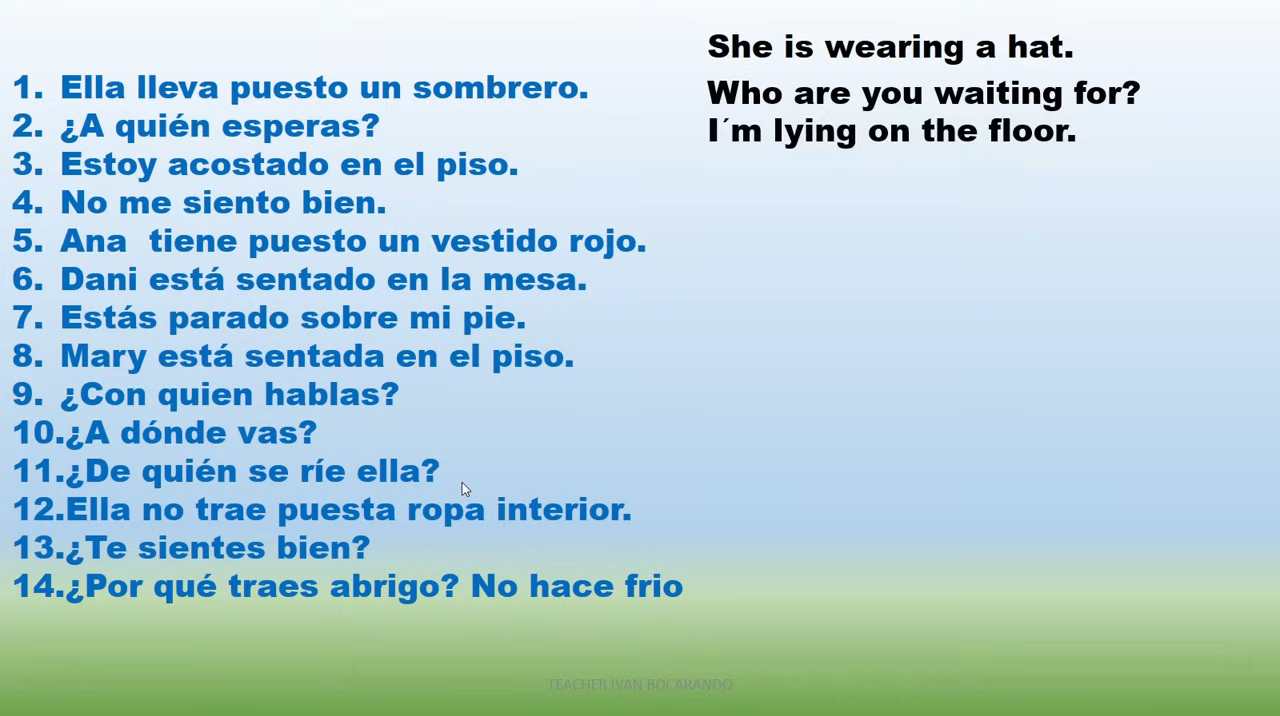 She is wearing a hat.
1. Ella lleva puesto un sombrero.
Who are you waiting for?
2. ¿A quién esperas?
I´m lying on the floor.
3. Estoy acostado en el piso.
4. No me siento bien.
5. Ana  tiene puesto un vestido rojo.
6. Dani está sentado en la mesa.
7. Estás parado sobre mi pie.
8. Mary está sentada en el piso.
9. ¿Con quien hablas?
10.¿A dónde vas?
11.¿De quién se ríe ella?
12.Ella no trae puesta ropa interior.
13.¿Te sientes bien?
14.¿Por qué traes abrigo? No hace frio
TEACHER IVAN BOCARANDO